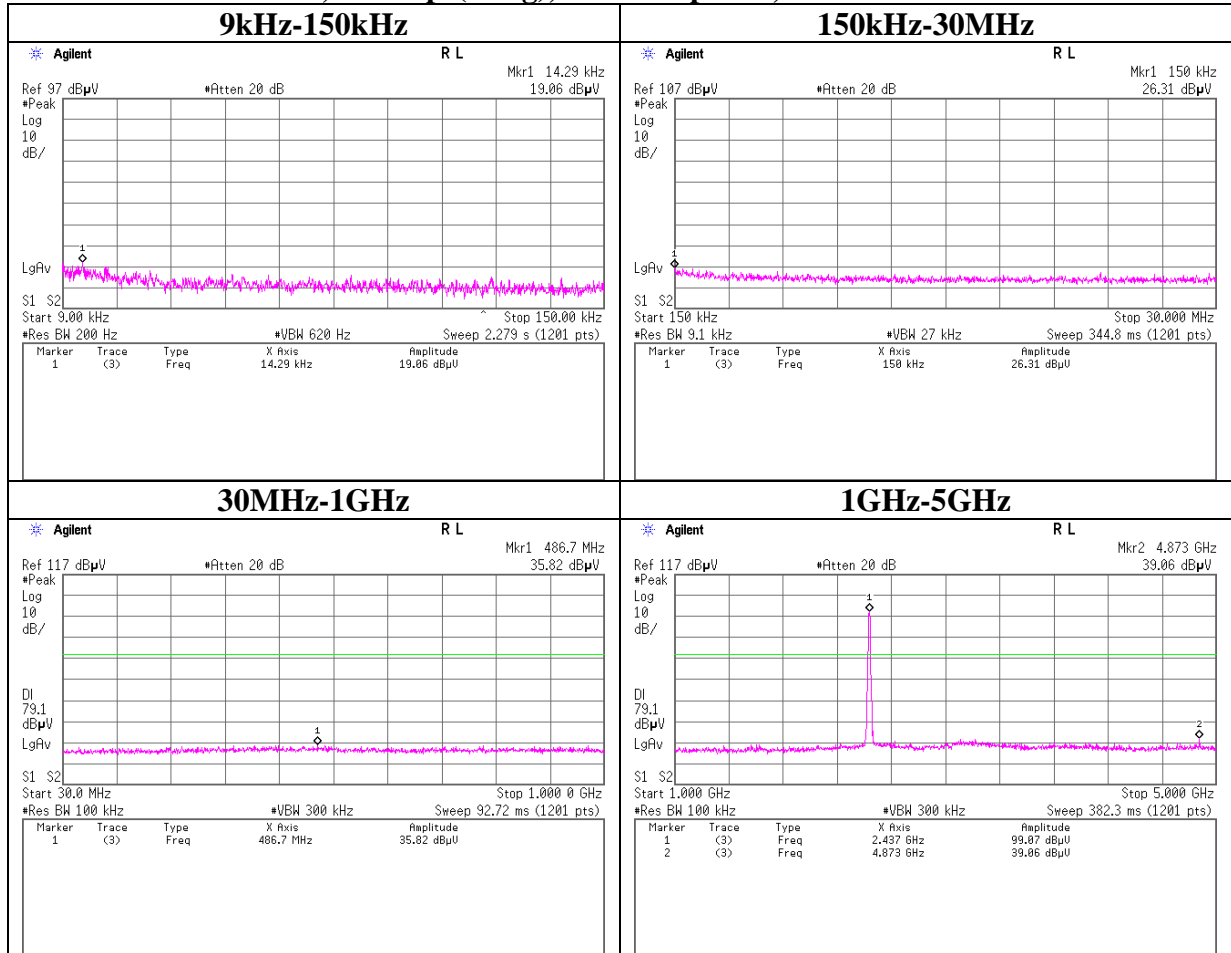 9kHz-150kHz
Agilent R L
Mkr1 14.29 kHz
Ref 97 dBµV #Atten 20 dB 19.06 dBµV
#Peak
Log
10
dB/
1
LgAv
S1 S2
Start 9.00 kHz ^ Stop 150.00 kHz
#Res BW 200 Hz #VBW 620 Hz Sweep 2.279 s (1201 pts)
Marker Trace Type X Axis Amplitude
1 (3) Freq 14.29 kHz 19.06 dBµV
150kHz-30MHz
Agilent R L
Mkr1 150 kHz
Ref 107 dBµV #Atten 20 dB 26.31 dBµV
#Peak
Log
10
dB/
1
LgAv
S1 S2
Start 150 kHz Stop 30.000 MHz
#Res BW 9.1 kHz #VBW 27 kHz Sweep 344.8 ms (1201 pts)
Marker Trace Type X Axis Amplitude
1 (3) Freq 150 kHz 26.31 dBµV
30MHz-1GHz
Agilent R L
Mkr1 486.7 MHz
Ref 117 dBµV #Atten 20 dB 35.82 dBµV
#Peak
Log
10
dB/
DI
79.1
dBµV
1
LgAv
S1 S2
Start 30.0 MHz Stop 1.000 0 GHz
#Res BW 100 kHz #VBW 300 kHz Sweep 92.72 ms (1201 pts)
Marker Trace Type X Axis Amplitude
1 (3) Freq 486.7 MHz 35.82 dBµV
1GHz-5GHz
Agilent R L
Mkr2 4.873 GHz
Ref 117 dBµV #Atten 20 dB 39.06 dBµV
#Peak
1
Log
10
dB/
DI
79.1
dBµV
2
LgAv
S1 S2
Start 1.000 GHz Stop 5.000 GHz
#Res BW 100 kHz #VBW 300 kHz Sweep 382.3 ms (1201 pts)
Marker Trace Type X Axis Amplitude
1 (3) Freq 2.437 GHz 99.07 dBµV
2 (3) Freq 4.873 GHz 39.06 dBµV